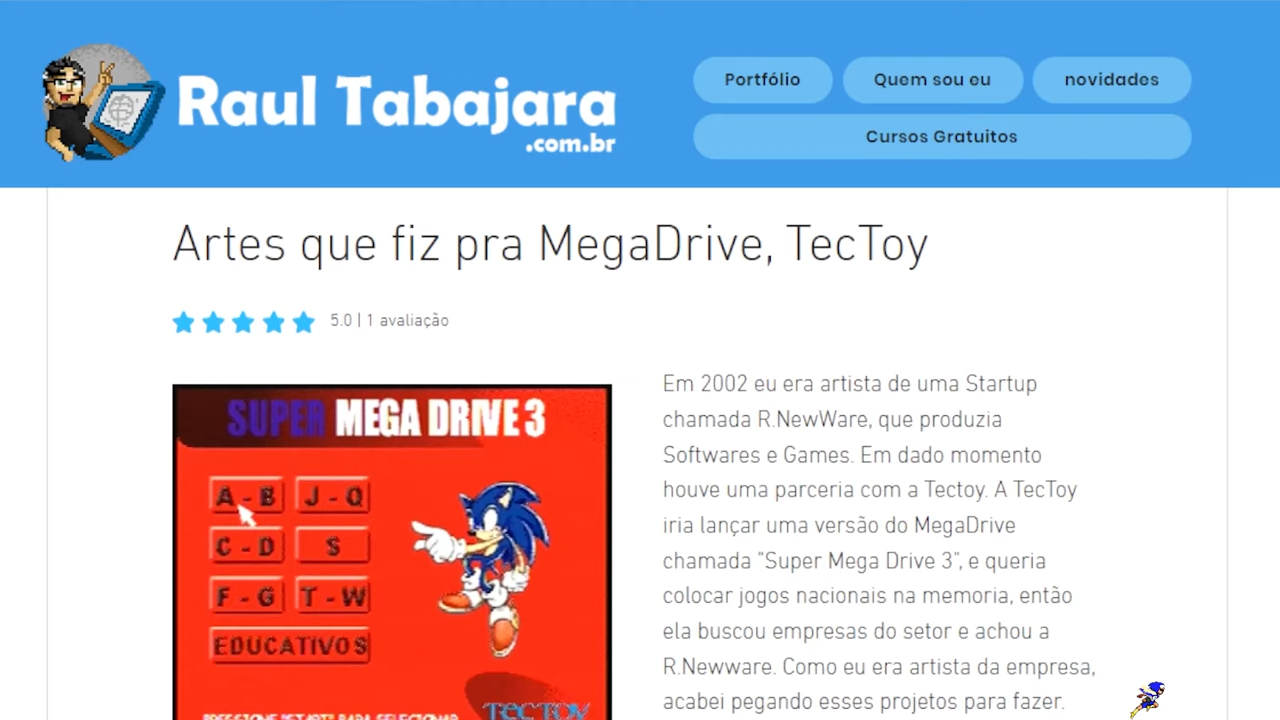 Raul Tabajara
.com.br
Portfólio
Quem sou eu
novidades
Cursos Gratuitos
Artes que fiz pra MegaDrive, TecToy
5.0 | 1 avaliação
SUPER MEGA DRIVE 3
A - B
J - Q
C - D
S
F - G
T - W
EDUCATIVOS
PRESSIONE "START" PARA SELECIONAR
TECTOY
Em 2002 eu era artista de uma Startup
chamada R.NewWare, que produzia
Softwares e Games. Em dado momento
houve uma parceria com a Tectoy. A TecToy
iria lançar uma versão do MegaDrive
chamada "Super Mega Drive 3", e queria
colocar jogos nacionais na memoria, então
ela buscou empresas do setor e achou a
R.Newware. Como eu era artista da empresa,
acabei pegando esses projetos para fazer.